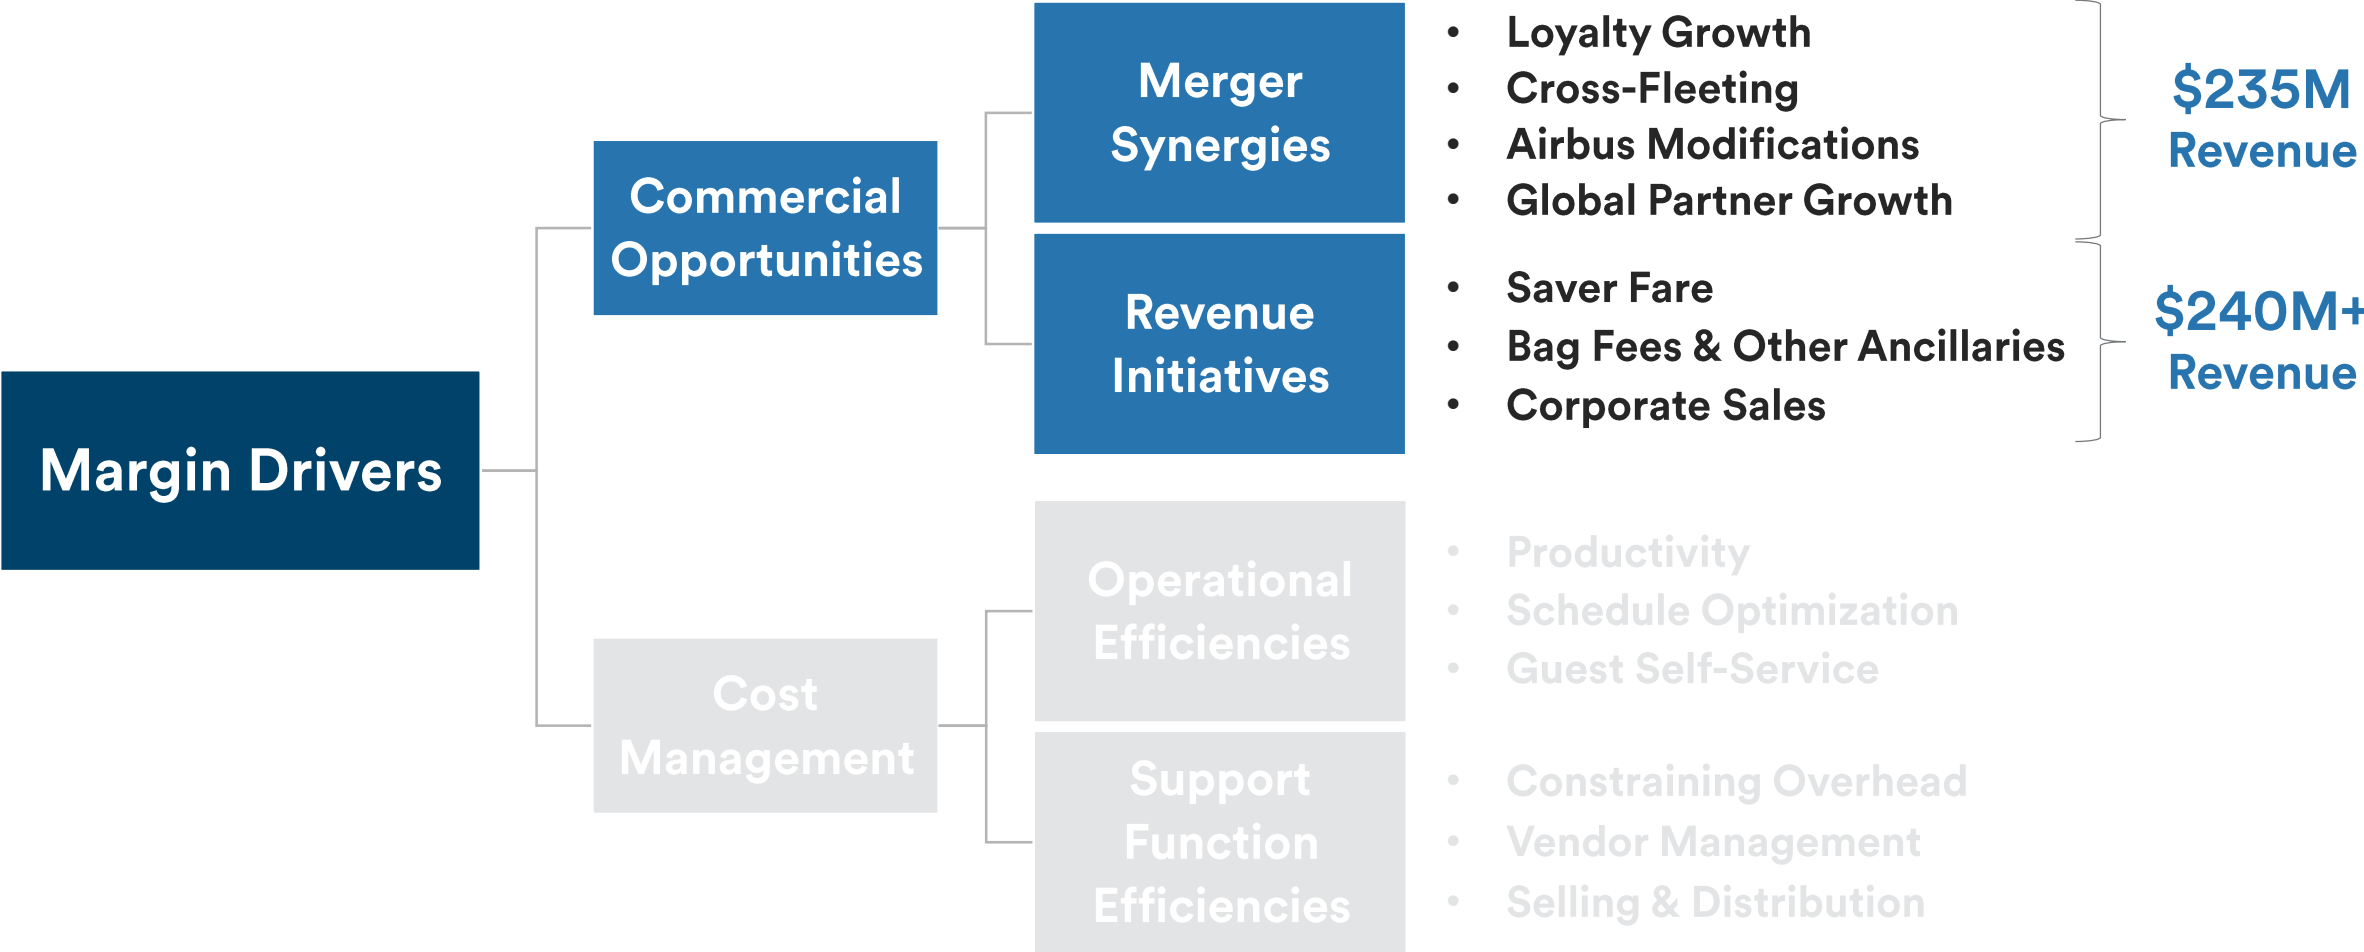 Margin Drivers
Commercial
Opportunities
Merger
Synergies
• Loyalty Growth
• Cross-Fleeting
• Airbus Modifications
• Global Partner Growth
$235M
Revenue
Revenue
Initiatives
• Saver Fare
• Bag Fees & Other Ancillaries
• Corporate Sales
$240M+
Revenue
Cost
Management
Operational
Efficiencies
• Productivity
• Schedule Optimization
• Guest Self-Service
Support
Function
Efficiencies
• Constraining Overhead
• Vendor Management
• Selling & Distribution